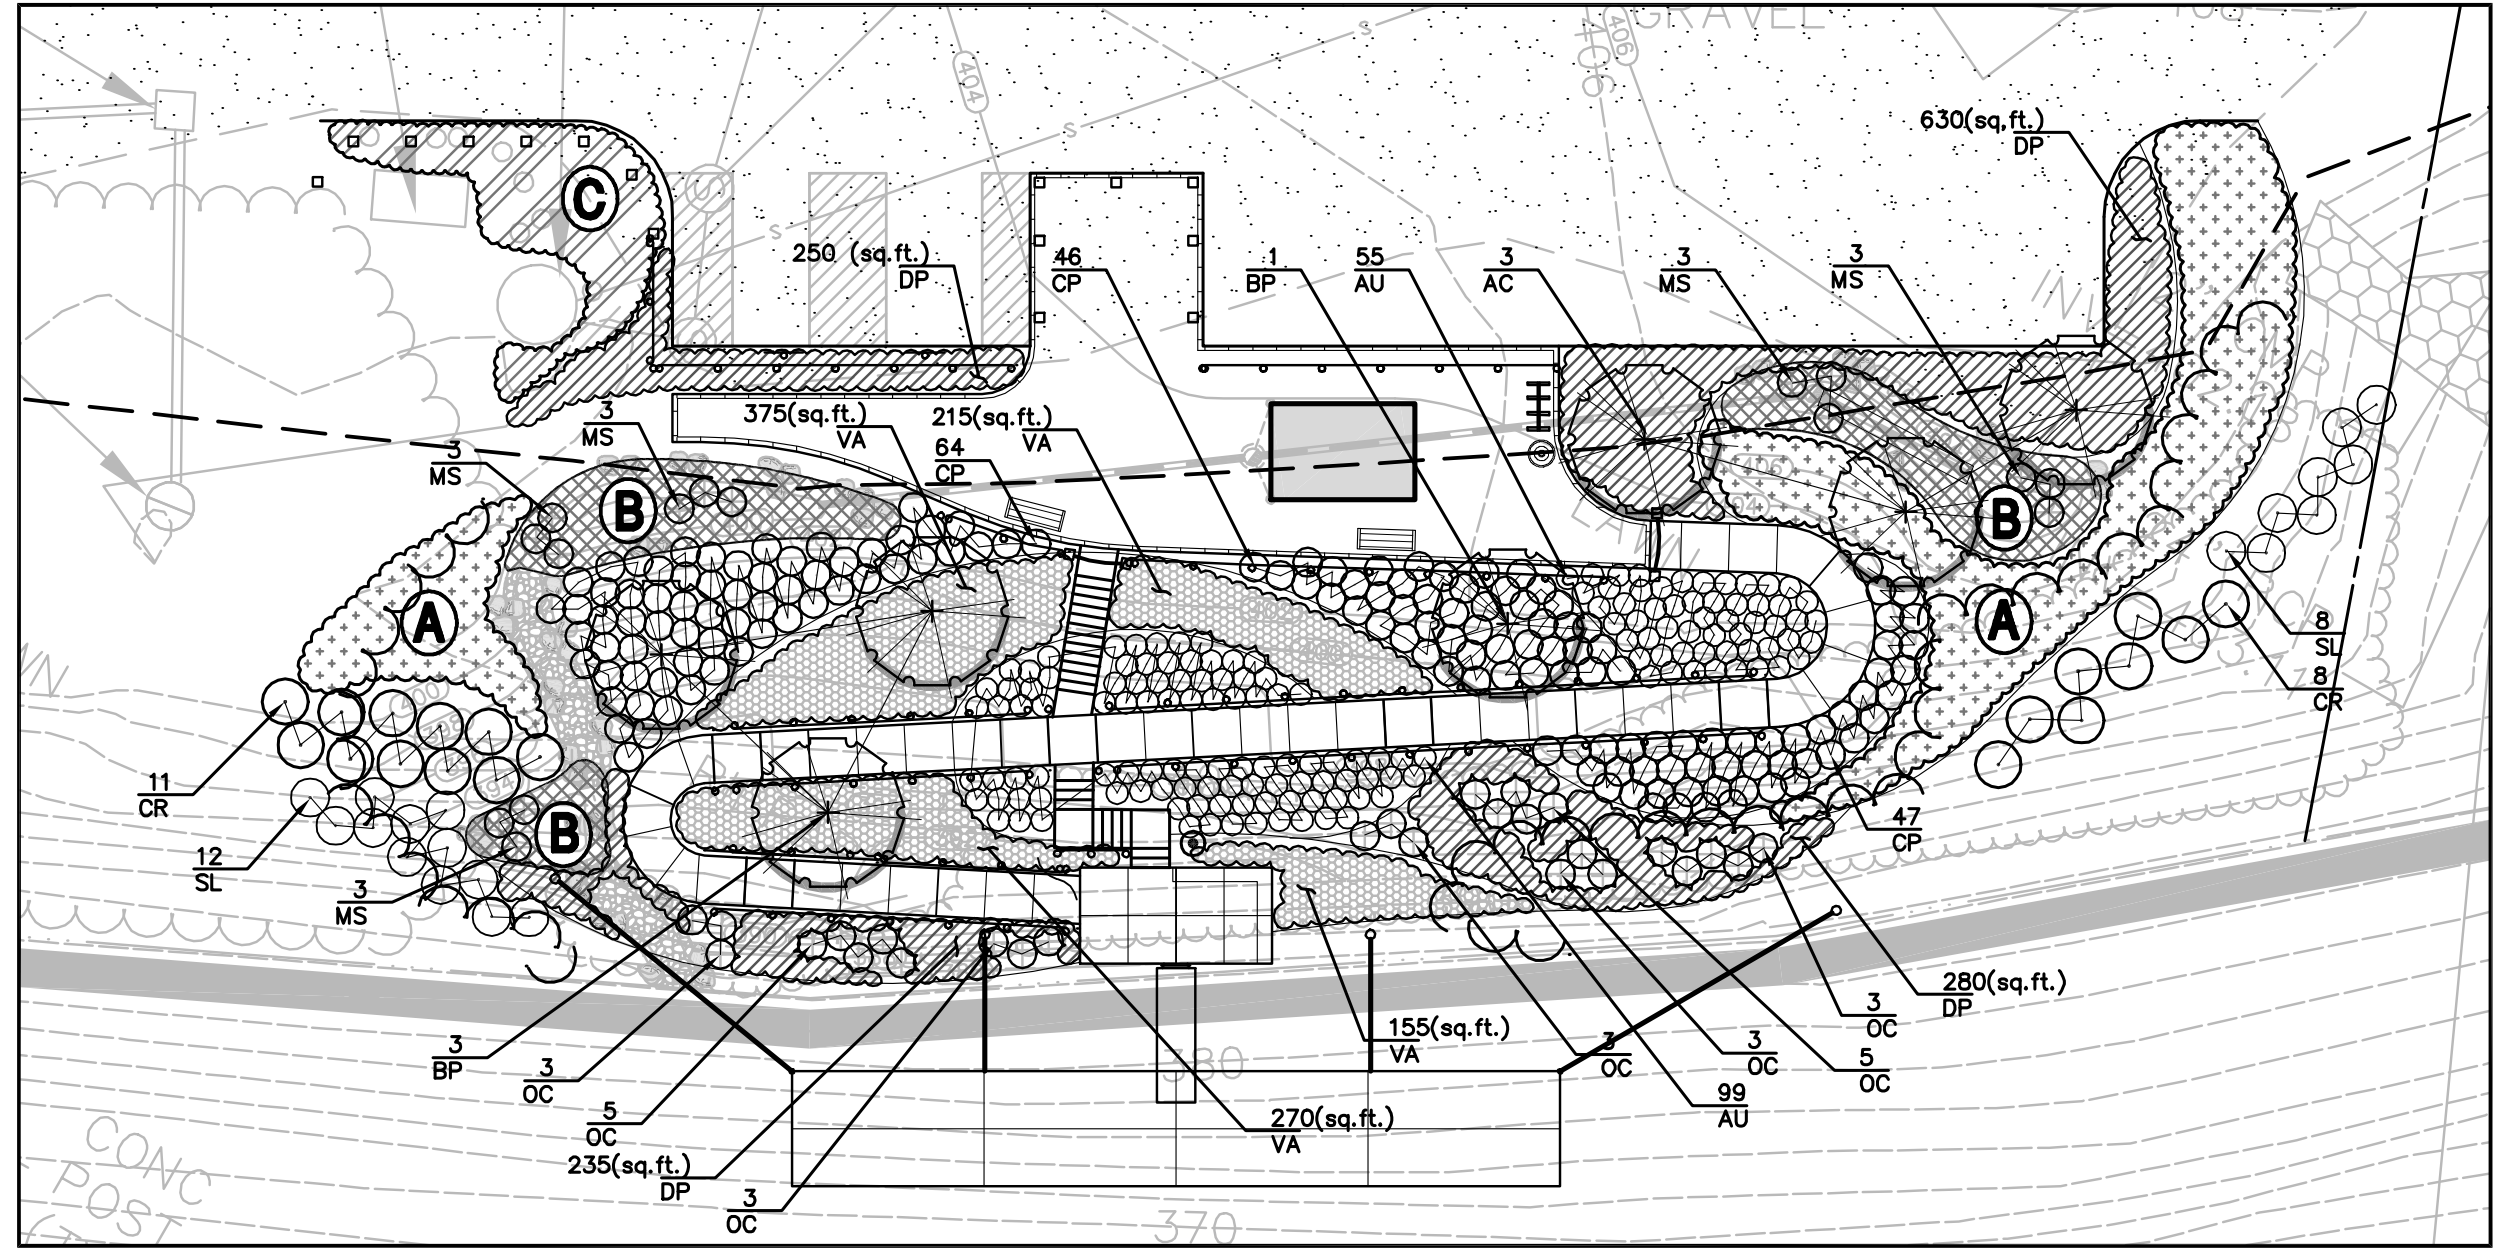 GRAVEL
406
406
404
S
S
S
S
630(sq,ft.)
DP
C
250 (sq.ft.)
DP
46
CP
1
BP
55
AU
3
AC
3
MS
3
MS
3
MS
375(sq.ft.)
VA
215(sq.ft.)
VA
64
CP
3
MS
B
B
A
A
8
SL
8
CR
11
CR
12
SL
3
MS
B
47
CP
280(sq.ft.)
DP
3
OC
155(sq.ft.)
VA
3
OC
3
OC
5
OC
99
AU
3
BP
3
OC
5
OC
270(sq.ft.)
VA
235(sq.ft.)
DP
3
OC
380
CONC
POST
370
400